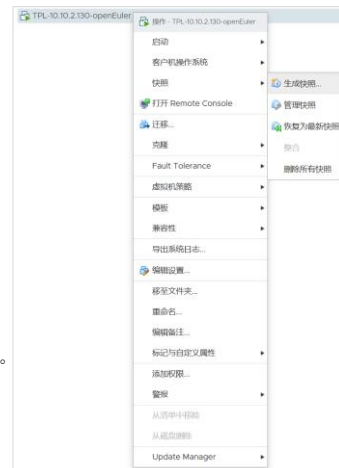 TPL-10.10.2.130-openEuler
操作 - TPL-10.10.2.130-openEuler
启动
客户机操作系统
快照
生成快照...
打开 Remote Console
管理快照
迁移...
恢复为最新快照
克隆
整合
Fault Tolerance
删除所有快照
虚拟机策略
模板
兼容性
导出系统日志...
编辑设置...
移至文件夹...
重命名...
编辑备注...
标记与自定义属性
。
添加权限...
警报
从清单中移除
从磁盘删除
Update Manager